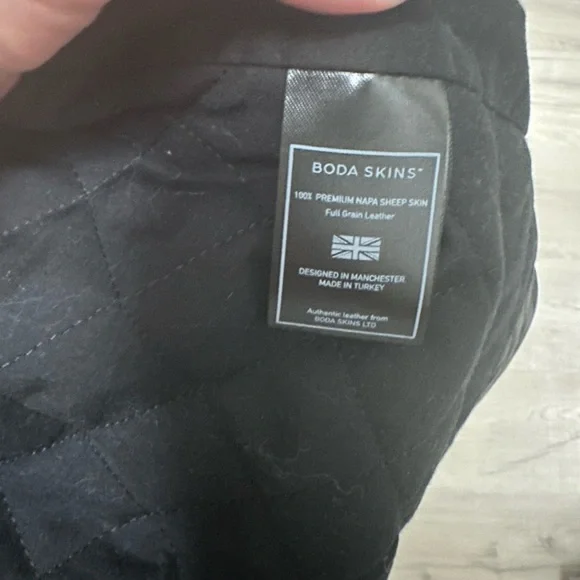 BODA SKINS™
100% PREMIUM NAPA SHEEP SKIN
Full Grain Leather
DESIGNED IN MANCHESTER
MADE IN TURKEY
Authentic leather from
BODA SKINS LTD